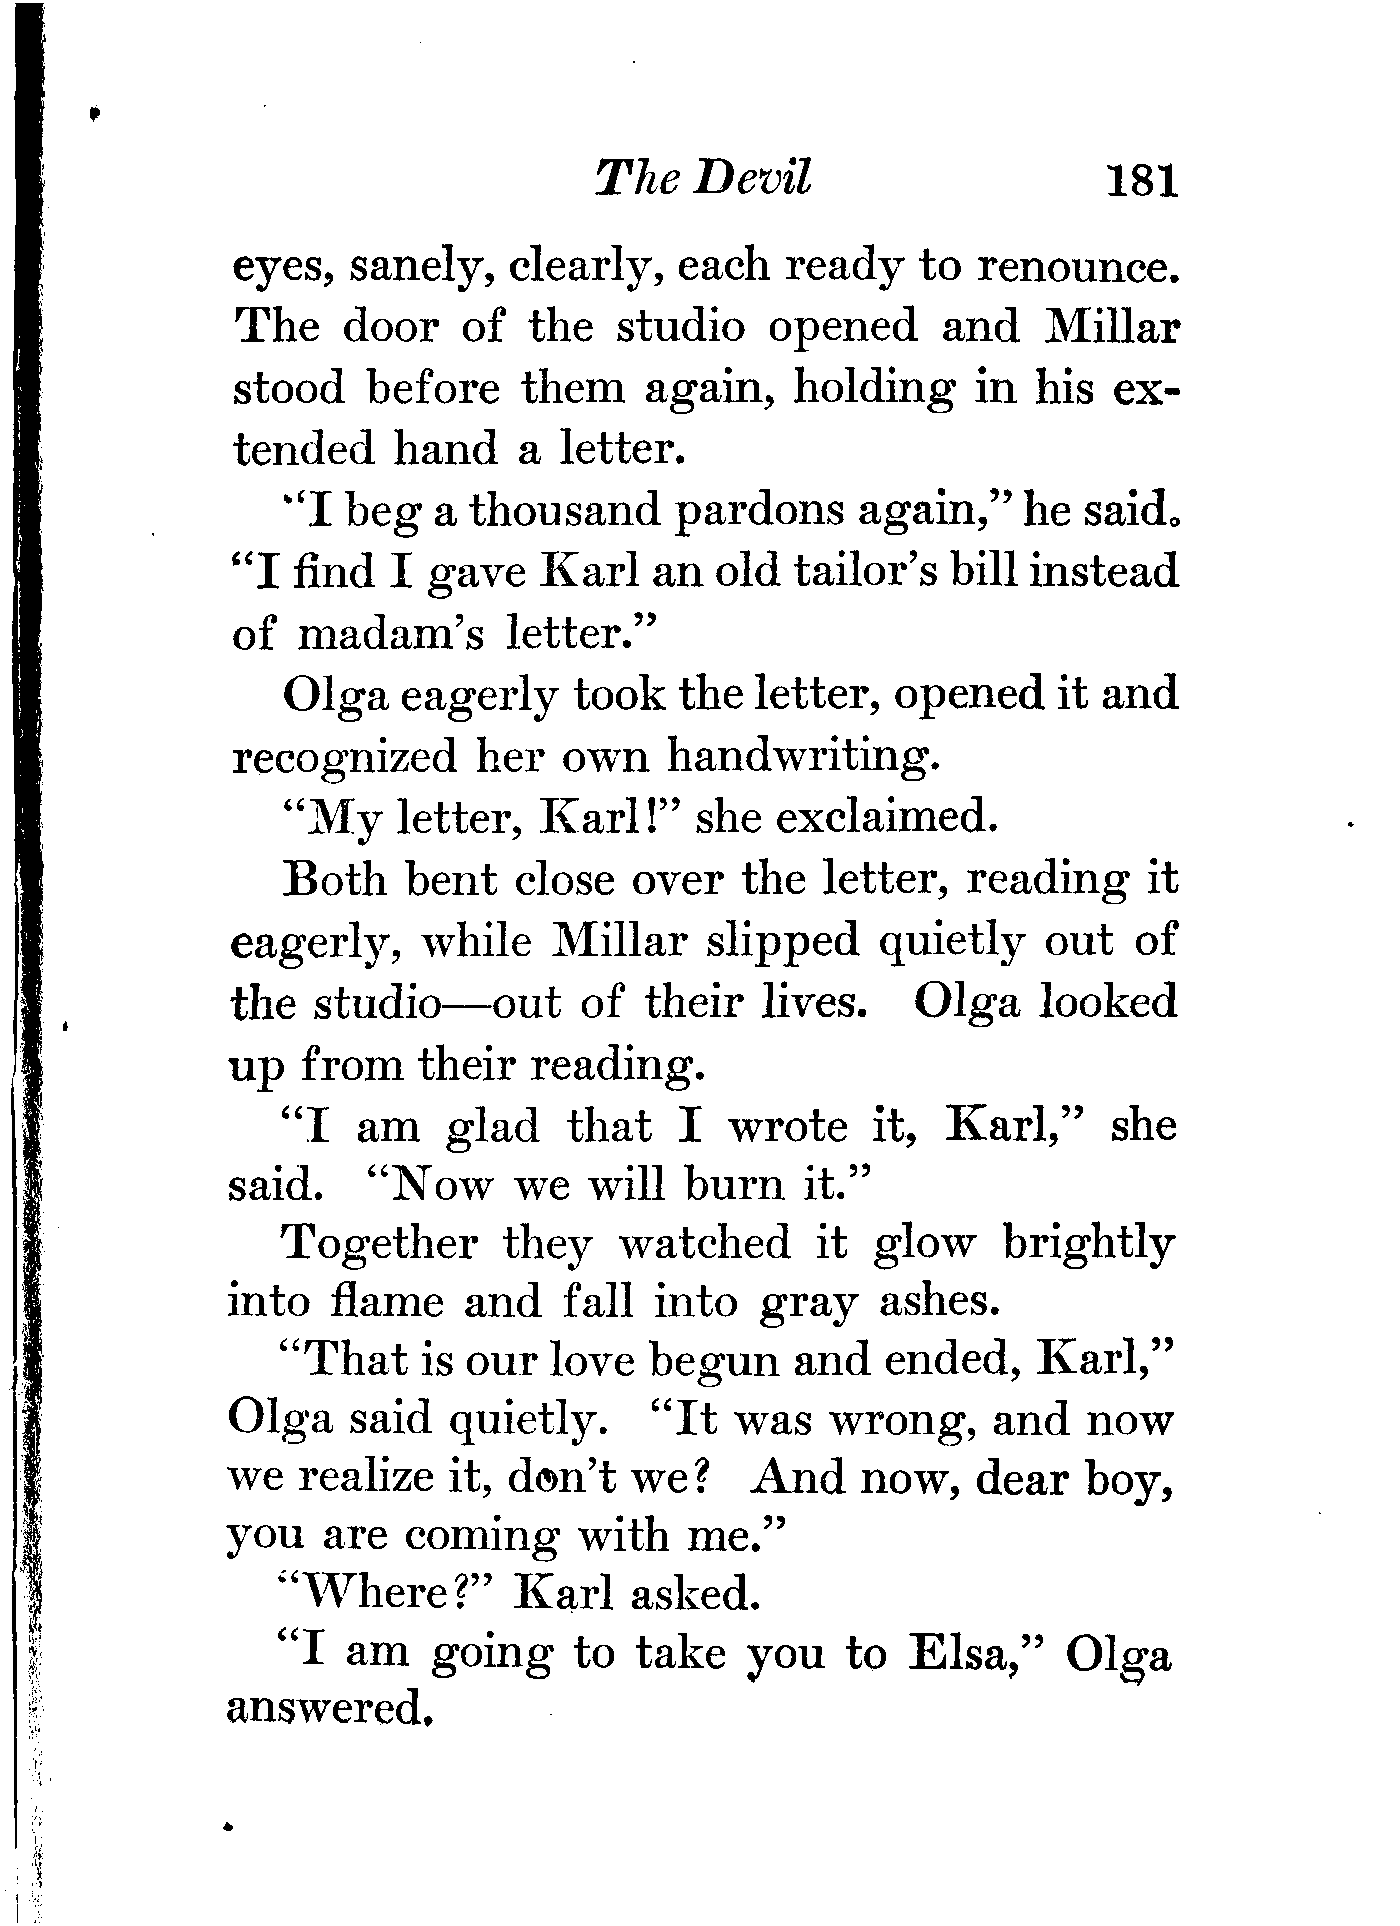 The Devil 181
eyes, sanely, clearly, each ready to renounce.
The door of the studio opened and Millar
stood before them again, holding in his ex-
tended hand a letter.
"I beg a thousand pardons again," he said.
"I find I gave Karl an old tailor's bill instead
of madam's letter."
Olga eagerly took the letter, opened it and
recognized her own handwriting.
"My letter, Karl!" she exclaimed.
Both bent close over the letter, reading it
eagerly, while Millar slipped quietly out of
the studio—out of their lives. Olga looked
up from their reading.
"I am glad that I wrote it, Karl," she
said. "Now we will burn it."
Together they watched it glow brightly
into flame and fall into gray ashes.
"That is our love begun and ended, Karl,"
Olga said quietly. "It was wrong, and now
we realize it, don't we? And now, dear boy,
you are coming with me."
"Where?" Karl asked.
"I am going to take you to Elsa," Olga
answered.